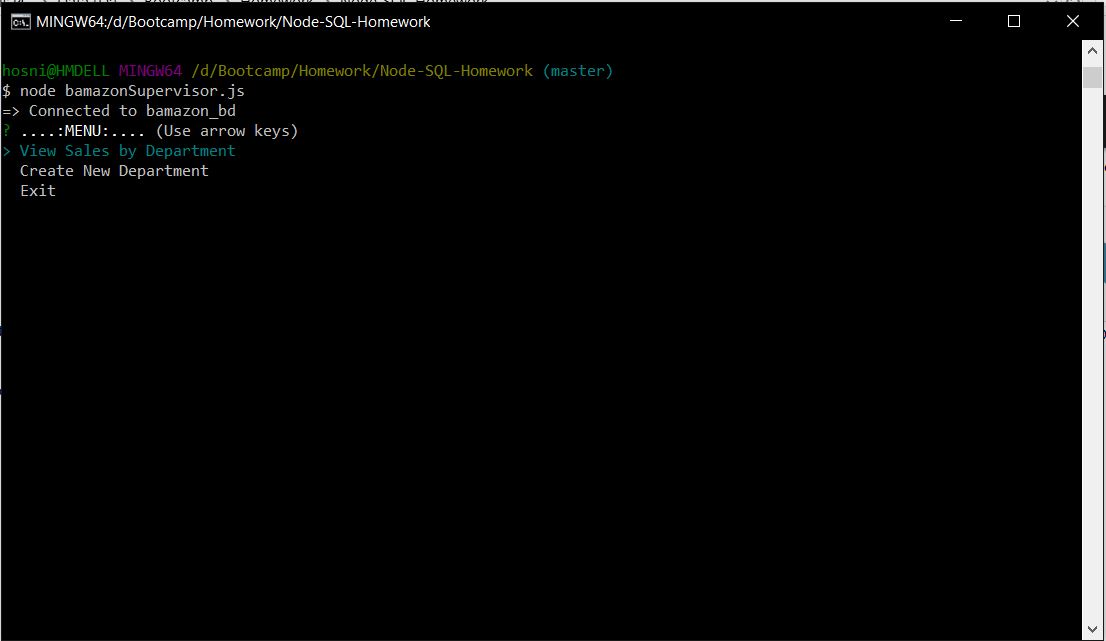 MINGW64:/d/Bootcamp/Homework/Node-SQL-Homework
hosni@HMDELL MINGW64 /d/Bootcamp/Homework/Node-SQL-Homework (master)
$ node bamazonSupervisor.js
=> Connected to bamazon_bd
? ....:MENU:.... (Use arrow keys)
> View Sales by Department
Create New Department
Exit